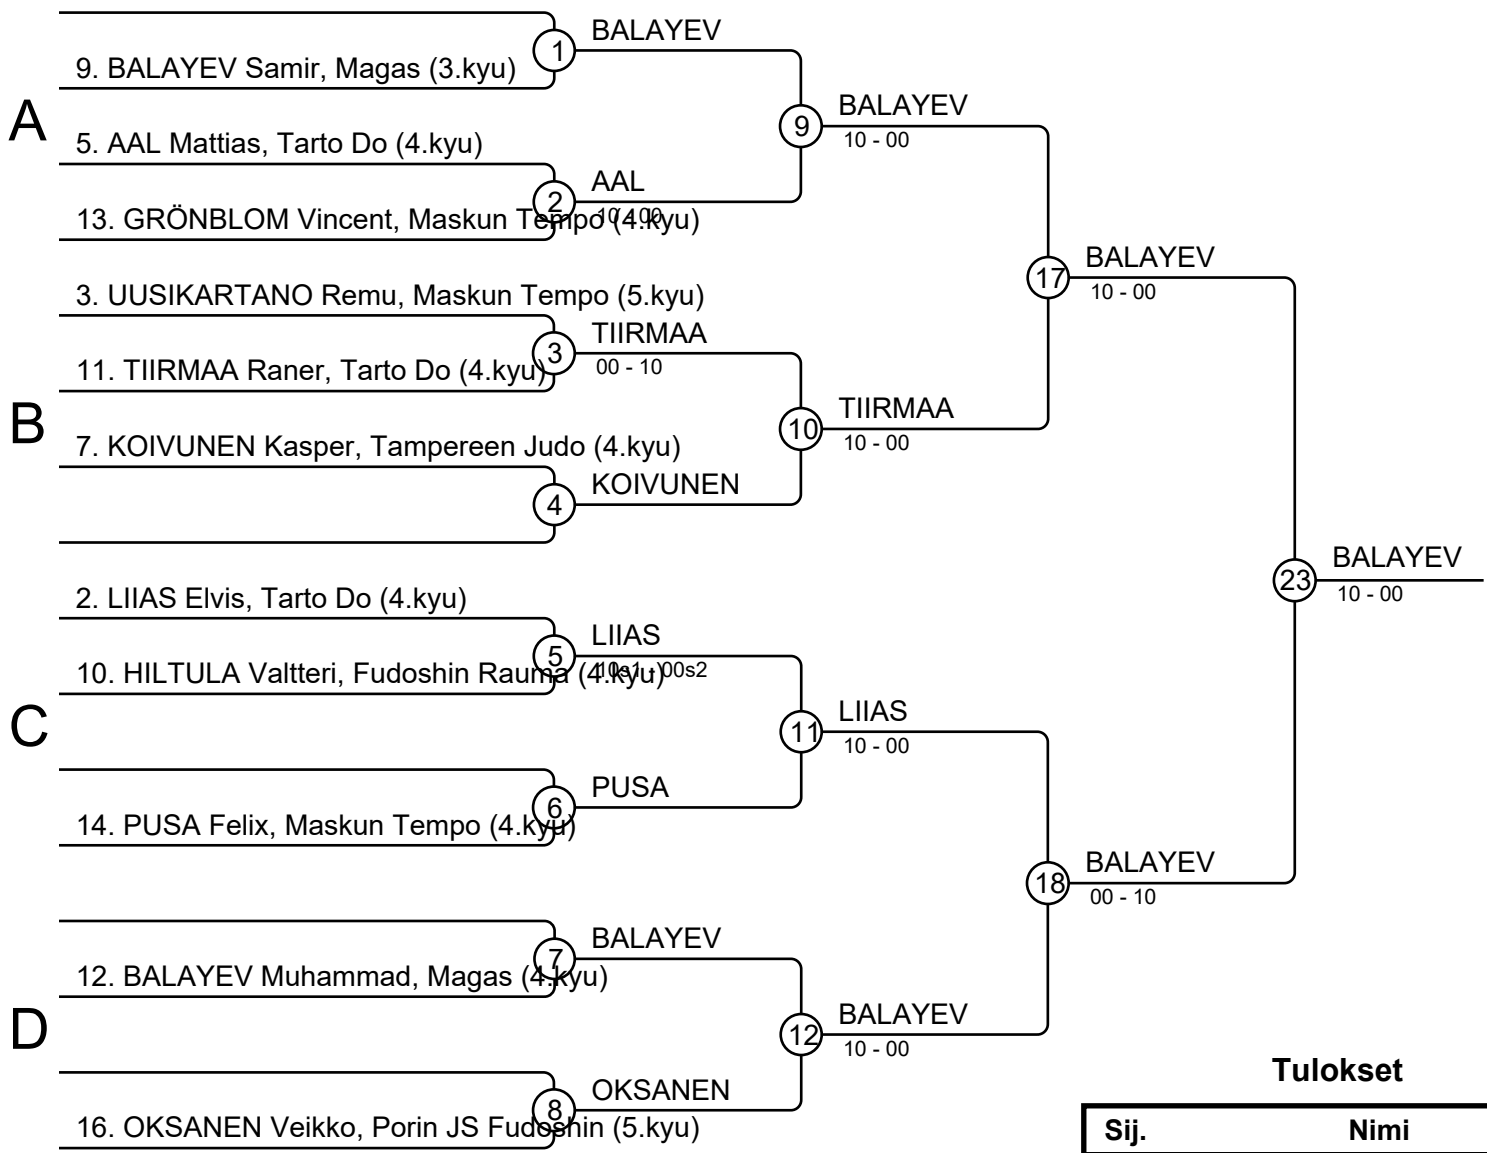 BALAYEV
1
9. BALAYEV Samir, Magas (3.kyu)
A
BALAYEV
9
10 - 00
5. AAL Mattias, Tarto Do (4.kyu)
AAL
2
10 - 00
13. GRÖNBLOM Vincent, Maskun Tempo (4.kyu)
BALAYEV
17
10 - 00
3. UUSIKARTANO Remu, Maskun Tempo (5.kyu)
TIIRMAA
3
00 - 10
11. TIIRMAA Raner, Tarto Do (4.kyu)
B
TIIRMAA
10
10 - 00
7. KOIVUNEN Kasper, Tampereen Judo (4.kyu)
KOIVUNEN
4
BALAYEV
23
10 - 00
2. LIIAS Elvis, Tarto Do (4.kyu)
LIIAS
5
10s1 - 00s2
10. HILTULA Valtteri, Fudoshin Rauma (4.kyu)
C
LIIAS
11
10 - 00
PUSA
6
14. PUSA Felix, Maskun Tempo (4.kyu)
BALAYEV
18
00 - 10
BALAYEV
7
12. BALAYEV Muhammad, Magas (4.kyu)
D
BALAYEV
12
10 - 00
OKSANEN
8
16. OKSANEN Veikko, Porin JS Fudoshin (5.kyu)
Tulokset
Sij. Nimi